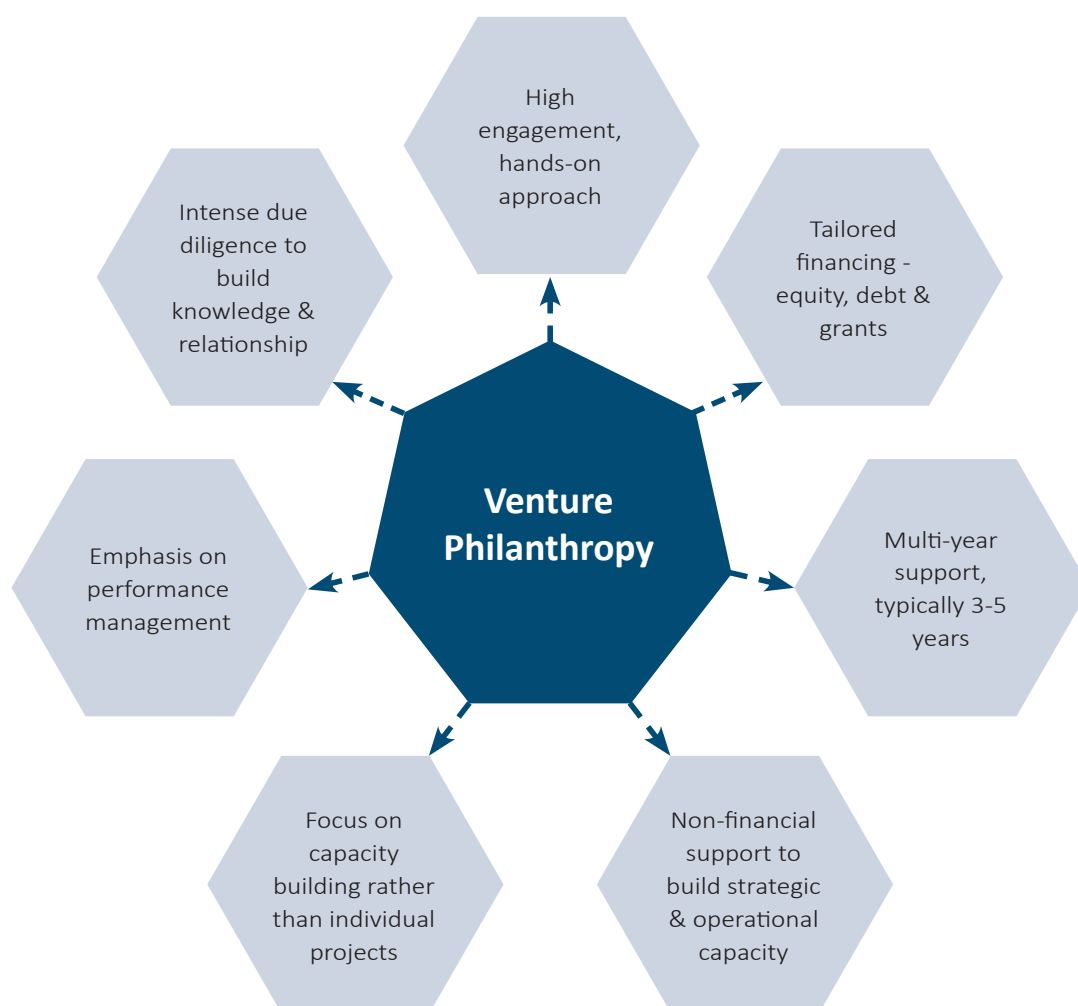 High
engagement,
hands-on
approach
Intense due
diligence to
build
knowledge &
relationship
Tailored
financing -
equity, debt &
grants
Venture
Philanthropy
Emphasis on
performance
management
Multi-year
support,
typically 3-5
years
Focus on
capacity
building rather
than individual
projects
Non-financial
support to
build strategic
& operational
capacity